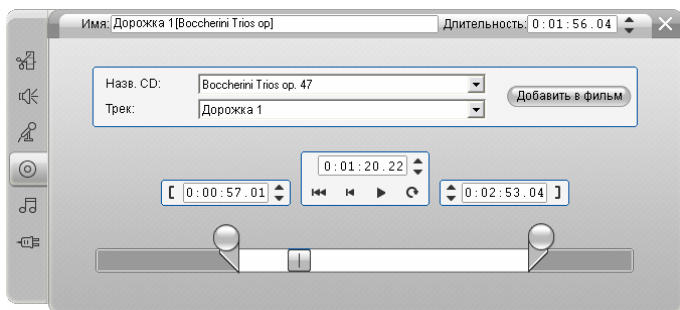 Имя: Дорожка 1[Boccherini Trios op] Длительность: 0:01:56.04
Назв. CD: Boccherini Trios op. 47
Добавить в фильм
Трек: Дорожка 1
0:01:20.22
[ 0:00:57.01 0:02:53.04 ]